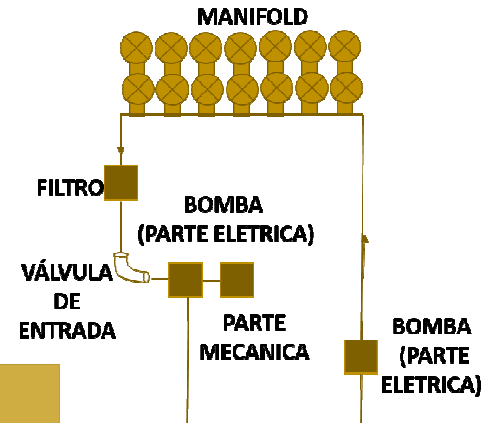 MANIFOLD
FILTRO
BOMBA
(PARTE ELETRICA)
VÁLVULA
DE
ENTRADA
PARTE
MECANICA
BOMBA
(PARTE
ELETRICA)